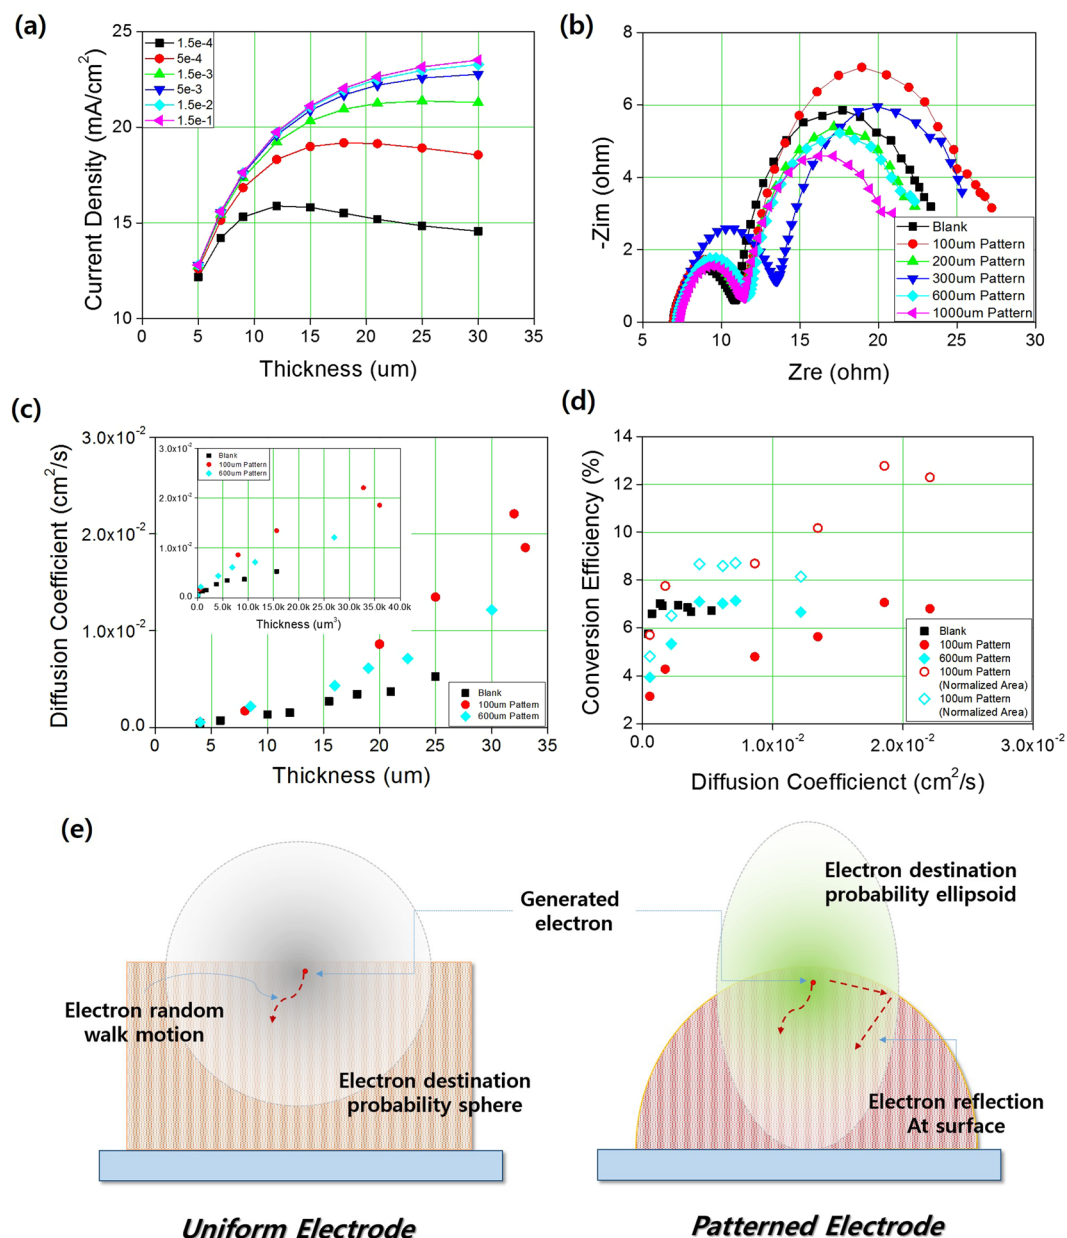 (a)
25
20
15
10
0
5
10
15
20
25
30
35
Current Density (mA/cm²)
Thickness (um)
1.5e-4
5e-4
1.5e-3
5e-3
1.5e-2
1.5e-1
(b)
8
6
4
2
0
5
10
15
20
25
30
-Zim (ohm)
Zre (ohm)
Blank
100um Pattern
200um Pattern
300um Pattern
600um Pattern
1000um Pattern
(c)
3.0x10⁻²
2.0x10⁻²
1.0x10⁻²
0.0
0
5
10
15
20
25
30
35
Diffusion Coefficient (cm²/s)
Thickness (um)
Blank
100um Pattern
600um Pattern
3.0x10⁻²
2.0x10⁻²
1.0x10⁻²
0.0
0.0
5.0k
10.0k
15.0k
20.0k
25.0k
30.0k
35.0k
40.0k
Thickness (um³)
Blank
100um Pattern
600um Pattern
(d)
14
12
10
8
6
4
2
0.0
1.0x10⁻²
2.0x10⁻²
3.0x10⁻²
Conversion Efficiency (%)
Diffusion Coefficienct (cm²/s)
Blank
100um Pattern
600um Pattern
100um Pattern
(Normalized Area)
100um Pattern
(Normalized Area)
(e)
Generated
electron
Electron random
walk motion
Electron destination
probability sphere
Electron destination
probability ellipsoid
Electron reflection
At surface
Uniform Electrode
Patterned Electrode